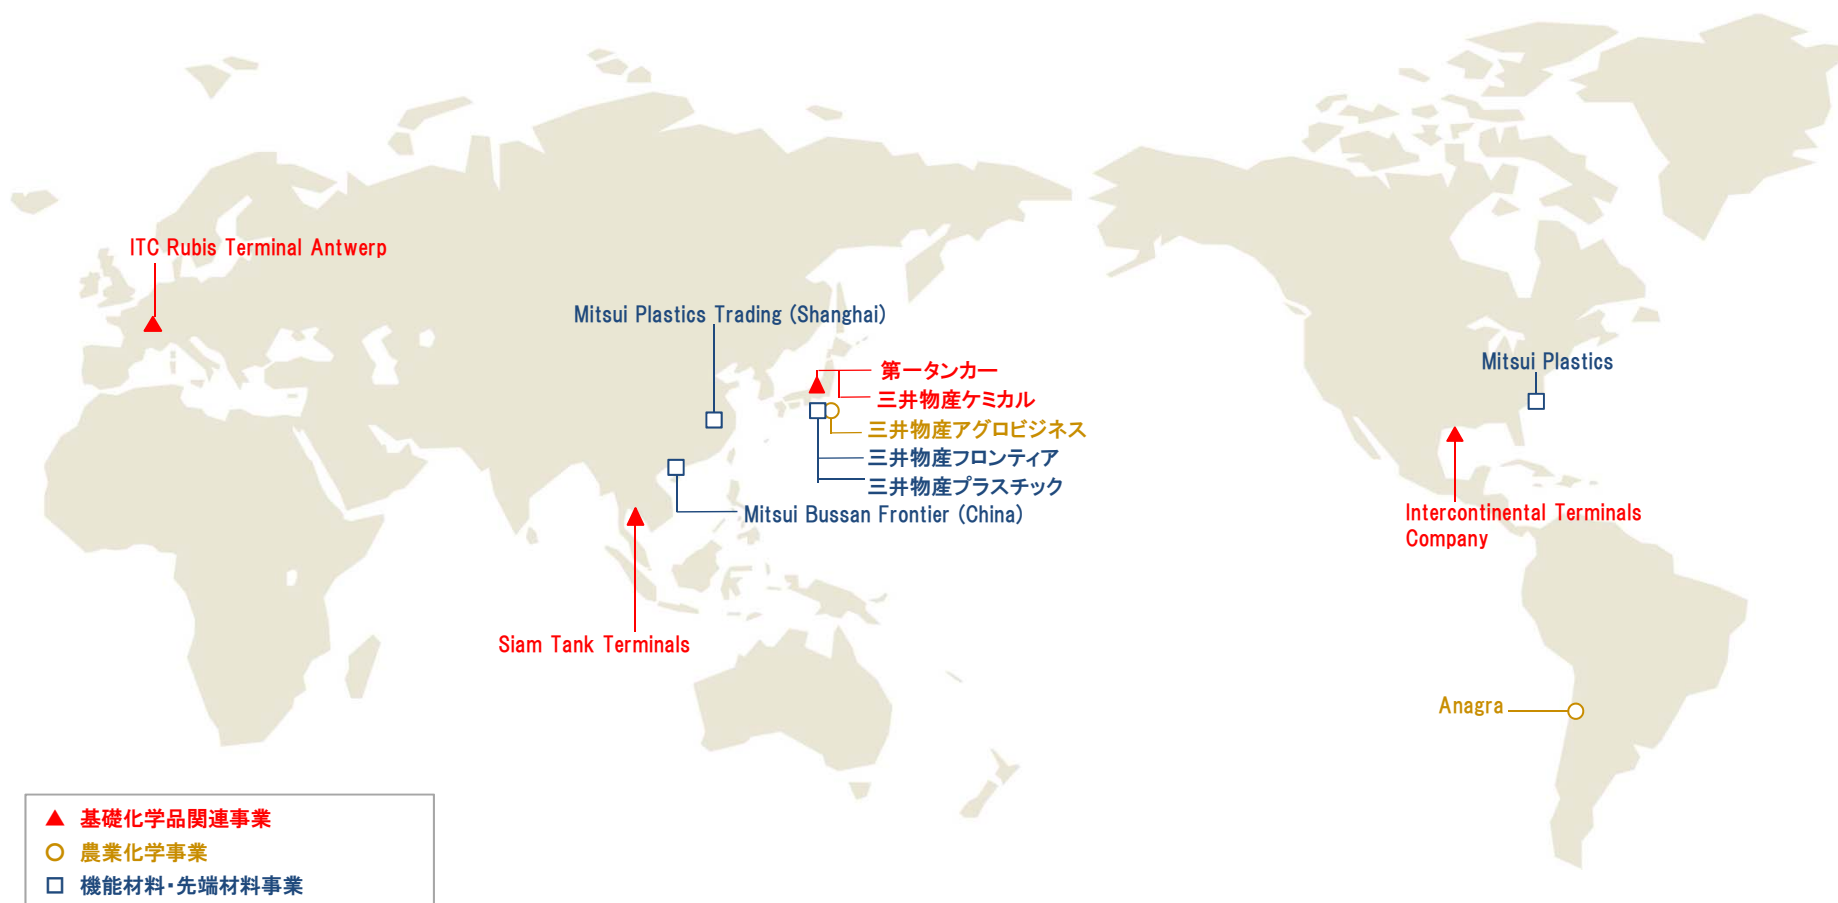 ITC Rubis Terminal Antwerp
Mitsui Plastics Trading (Shanghai)
第一タンカー
三井物産ケミカル
三井物産アグロビジネス
三井物産フロンティア
三井物産プラスチック
Mitsui Bussan Frontier (China)
Siam Tank Terminals
Mitsui Plastics
Intercontinental Terminals
Company
Anagra
基礎化学品関連事業
農業化学事業
機能材料・先端材料事業